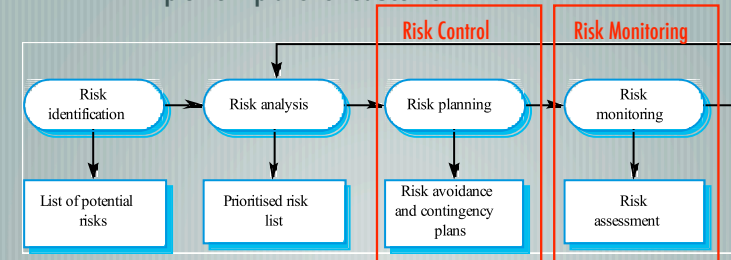 Risk Control
Risk Monitoring
Risk
identification
Risk analysis
Risk planning
Risk
monitoring
List of potential
risks
Prioritised risk
list
Risk avoidance
and contingency
plans
Risk
assessment